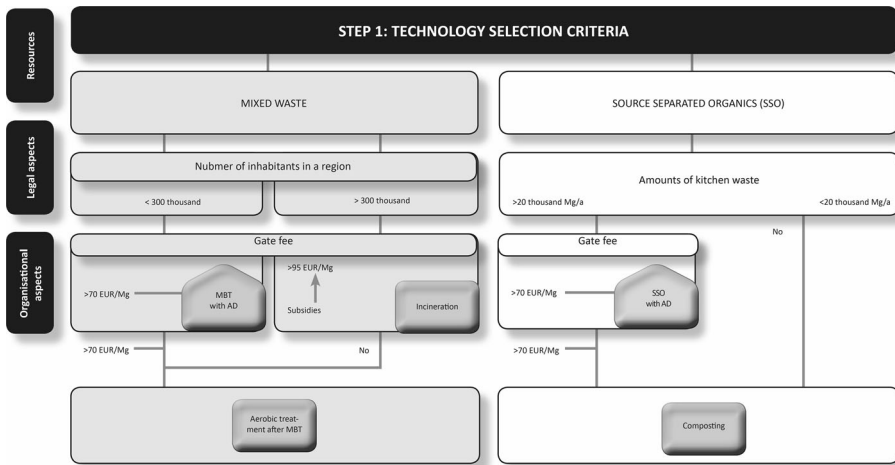 STEP 1: TECHNOLOGY SELECTION CRITERIA
Resources
MIXED WASTE
SOURCE SEPARATED ORGANICS (SSO)
Legal aspects
Nubmer of inhabitants in a region
< 300 thousand
> 300 thousand
Amounts of kitchen waste
>20 thousand Mg/a
<20 thousand Mg/a
Organisational
aspects
Gate fee
>70 EUR/Mg
MBT
with AD
>95 EUR/Mg
Subsidies
Incineration
Gate fee
>70 EUR/Mg
SSO
with AD
No
>70 EUR/Mg
No
>70 EUR/Mg
Aerobic treat-
ment after MBT
Composting